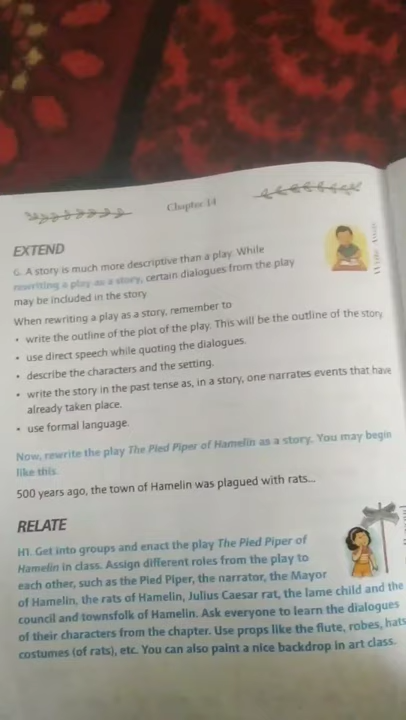 Chapter 14
EXTEND
G. A story is much more descriptive than a play. While
rewriting a play as a story, certain dialogues from the play
may be included in the story
When rewriting a play as a story, remember to
• write the outline of the plot of the play. This will be the outline of the story
• use direct speech while quoting the dialogues.
• describe the characters and the setting.
• write the story in the past tense as, in a story, one narrates events that have
already taken place.
• use formal language.
Now, rewrite the play The Pied Piper of Hamelin as a story. You may begin
like this.
500 years ago, the town of Hamelin was plagued with rats...
RELATE
H1. Get into groups and enact the play The Pied Piper of
Hamelin in class. Assign different roles from the play to
each other, such as the Pied Piper, the narrator, the Mayor
of Hamelin, the rats of Hamelin, Julius Caesar rat, the lame child and the
council and townsfolk of Hamelin. Ask everyone to learn the dialogues
of their characters from the chapter. Use props like the flute, robes, hats
costumes (of rats), etc. You can also paint a nice backdrop in art class.